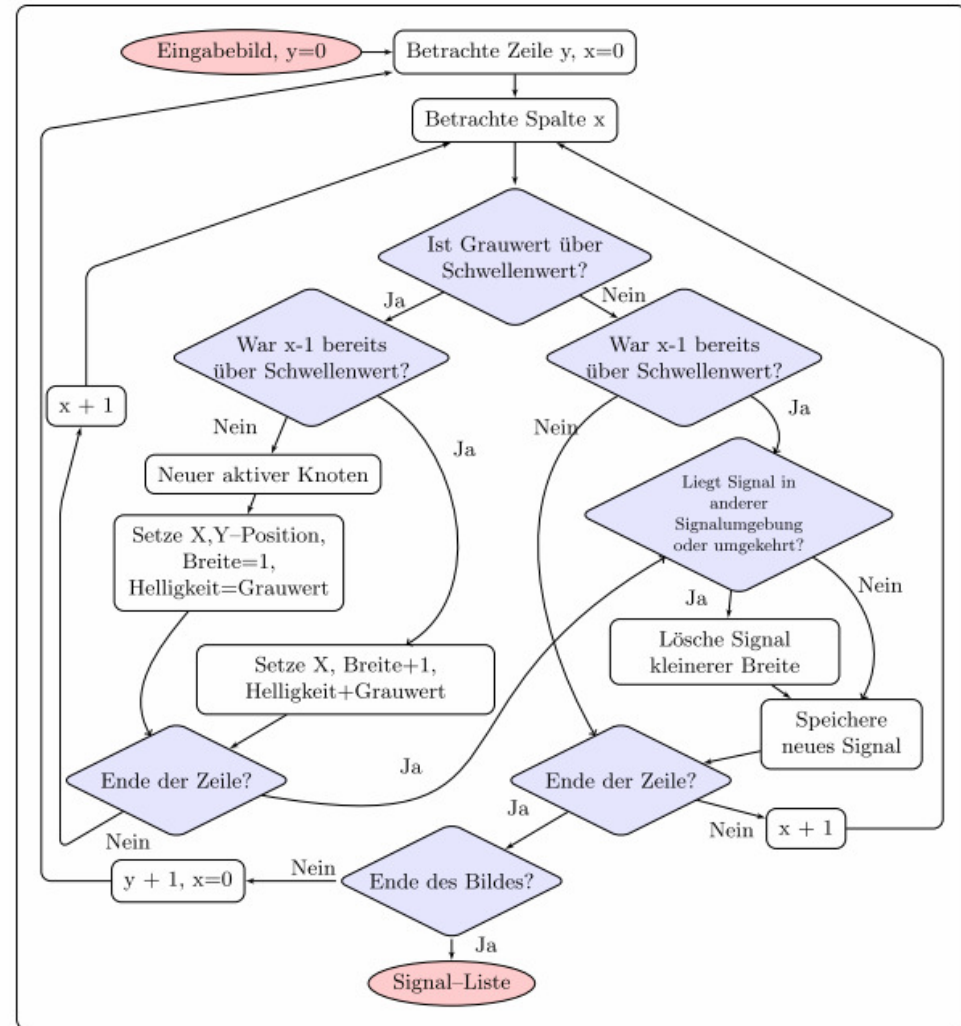 Eingabebild, y=0
Betrachte Zeile y, x=0
Betrachte Spalte x
Ist Grauwert über
Schwellenwert?
Ja
Nein
War x-1 bereits
über Schwellenwert?
War x-1 bereits
über Schwellenwert?
x + 1
Nein
Ja
Nein
Ja
Neuer aktiver Knoten
Liegt Signal in
anderer
Signalumgebung
oder umgekehrt?
Setze X,Y–Position,
Breite=1,
Helligkeit=Grauwert
Ja
Nein
Lösche Signal
kleinerer Breite
Setze X, Breite+1,
Helligkeit+Grauwert
Speichere
neues Signal
Ende der Zeile?
Ja
Ende der Zeile?
Nein
Ja
Nein
x + 1
y + 1, x=0
Nein
Ende des Bildes?
Ja
Signal–Liste